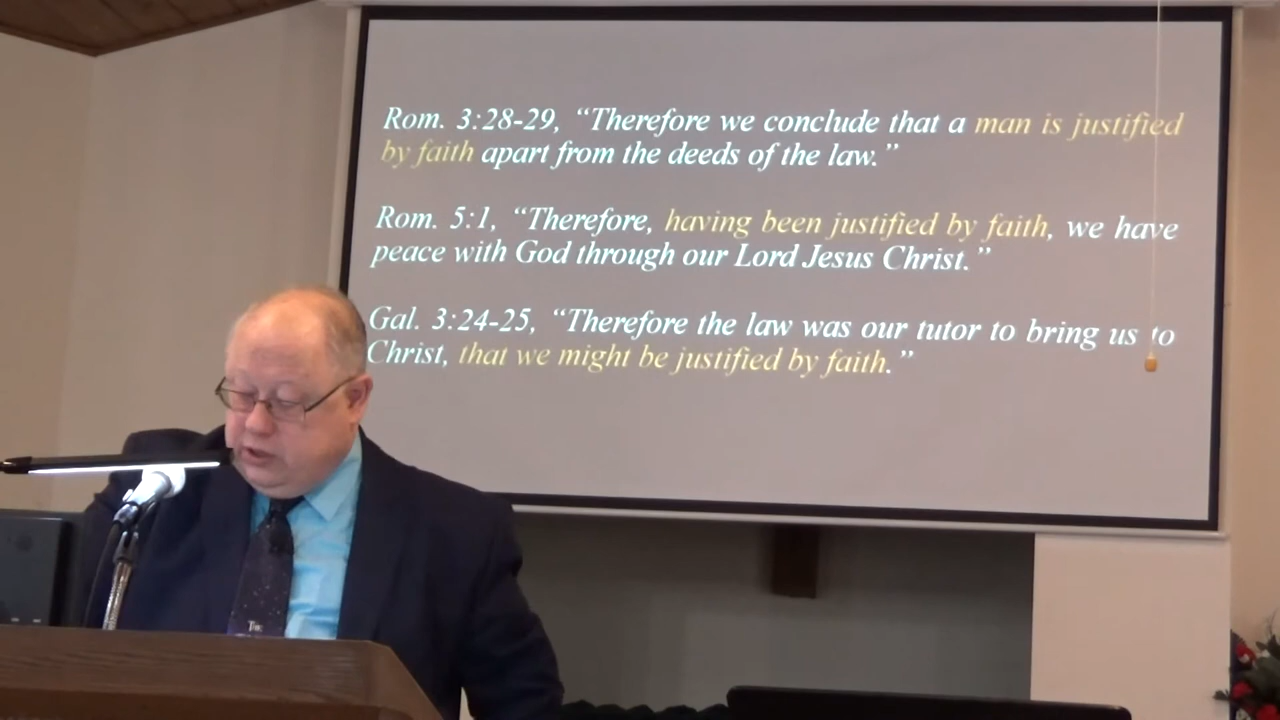 Rom. 3:28-29, “Therefore we conclude that a man is justified
by faith apart from the deeds of the law.”
Rom. 5:1, “Therefore, having been justified by faith, we have
peace with God through our Lord Jesus Christ.”
Gal. 3:24-25, “Therefore the law was our tutor to bring us to
Christ, that we might be justified by faith.”
The